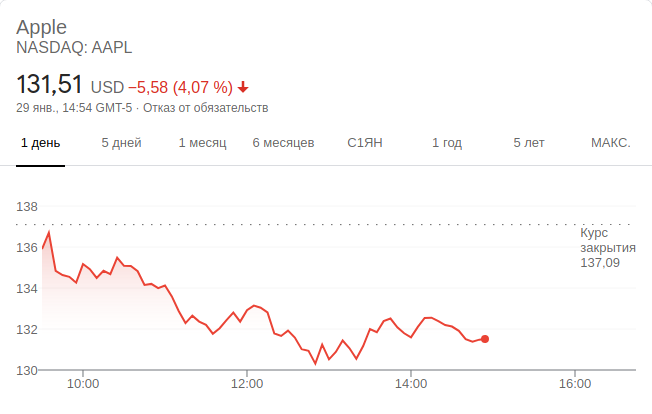 Apple
NASDAQ: AAPL
131,51 USD −5,58 (4,07 %)
29 янв., 14:54 GMT-5 · Отказ от обязательств
1 день 5 дней 1 месяц 6 месяцев С1ЯН 1 год 5 лет МАКС.
138
Курс
136
закрытия
137,09
134
132
130
10:00 12:00 14:00 16:00